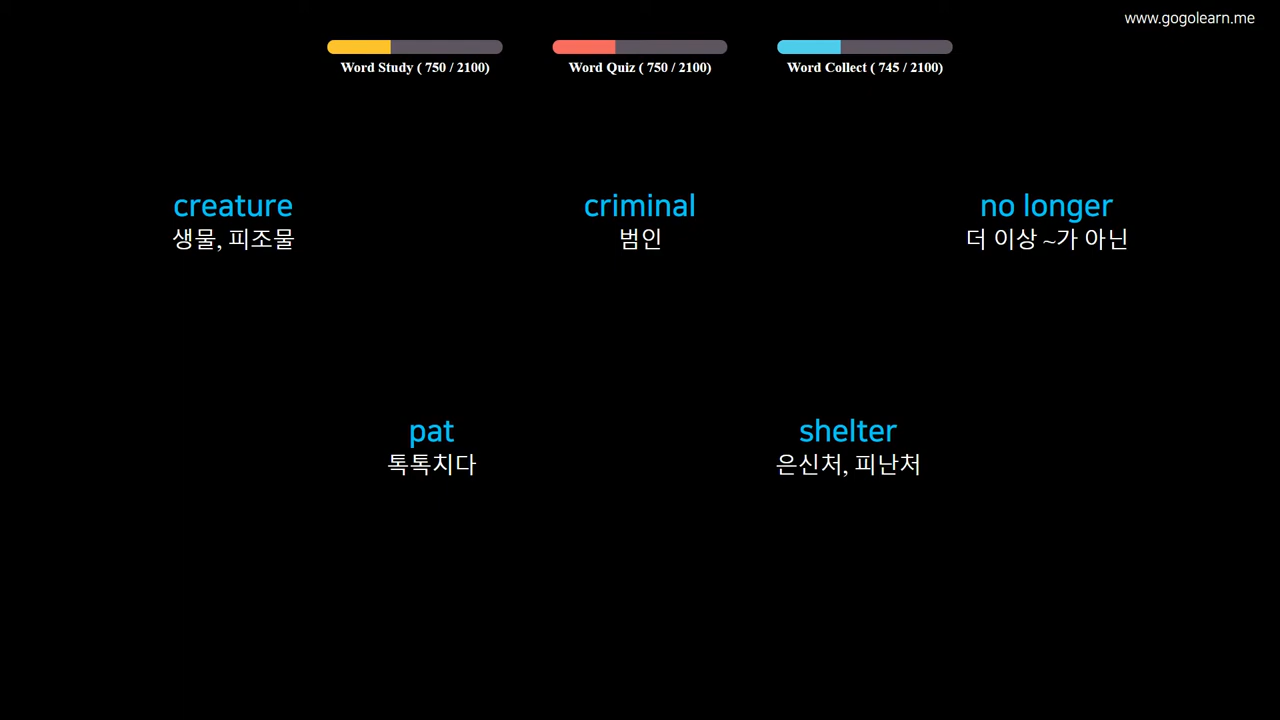 www.gogolearn.me
Word Study ( 750 / 2100)
Word Quiz ( 750 / 2100)
Word Collect ( 745 / 2100)
creature
생물, 피조물
criminal
범인
no longer
더 이상 ~가 아닌
pat
톡톡치다
shelter
은신처, 피난처